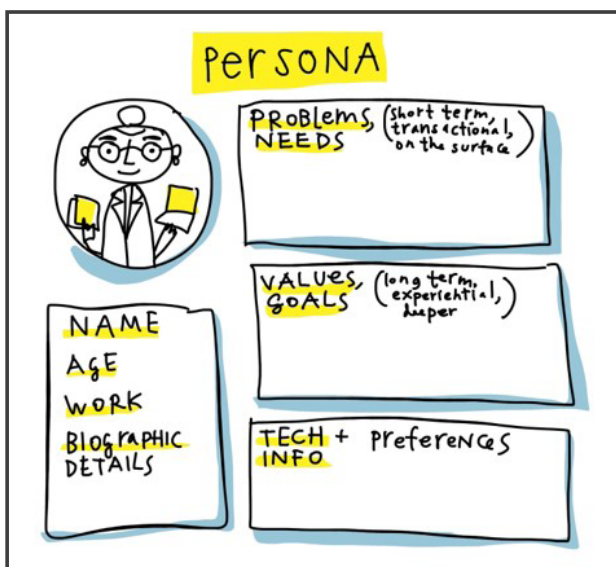 PerSONA
PROBlems, (short term,
NEEDS transactional,
on the surface)
VALUES, (long term,
GOALS experiential,
deeper)
NAME
AgE
WORK
BIOgrAPHIC
DETAILS
TECH + Preferences
INFO